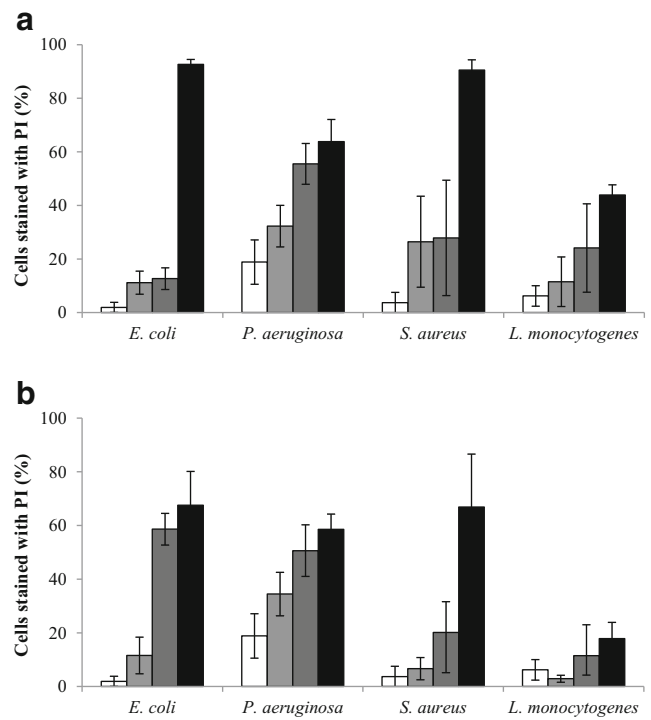 a
100
80
60
40
20
0
Cells stained with PI (%)
E. coli P. aeruginosa S. aureus L. monocytogenes
b
100
80
60
40
20
0
Cells stained with PI (%)
E. coli P. aeruginosa S. aureus L. monocytogenes